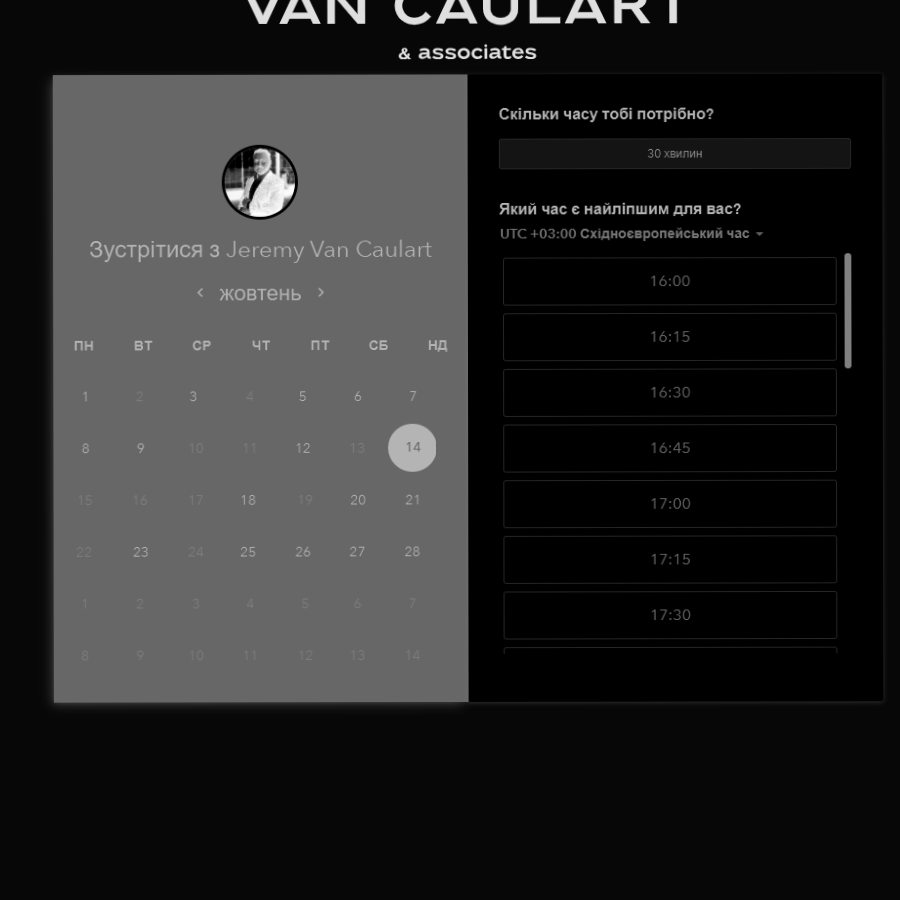 VAN CAULART
& associates
Зустрітися з Jeremy Van Caulart
жовтень
ПН ВТ СР ЧТ ПТ СБ НД
1 2 3 4 5 6 7
8 9 10 11 12 13 14
15 16 17 18 19 20 21
22 23 24 25 26 27 28
1 2 3 4 5 6 7
8 9 10 11 12 13 14
Скільки часу тобі потрібно?
30 хвилин
Який час є найліпшим для вас?
UTC +03:00 Східноєвропейський час
16:00
16:15
16:30
16:45
17:00
17:15
17:30